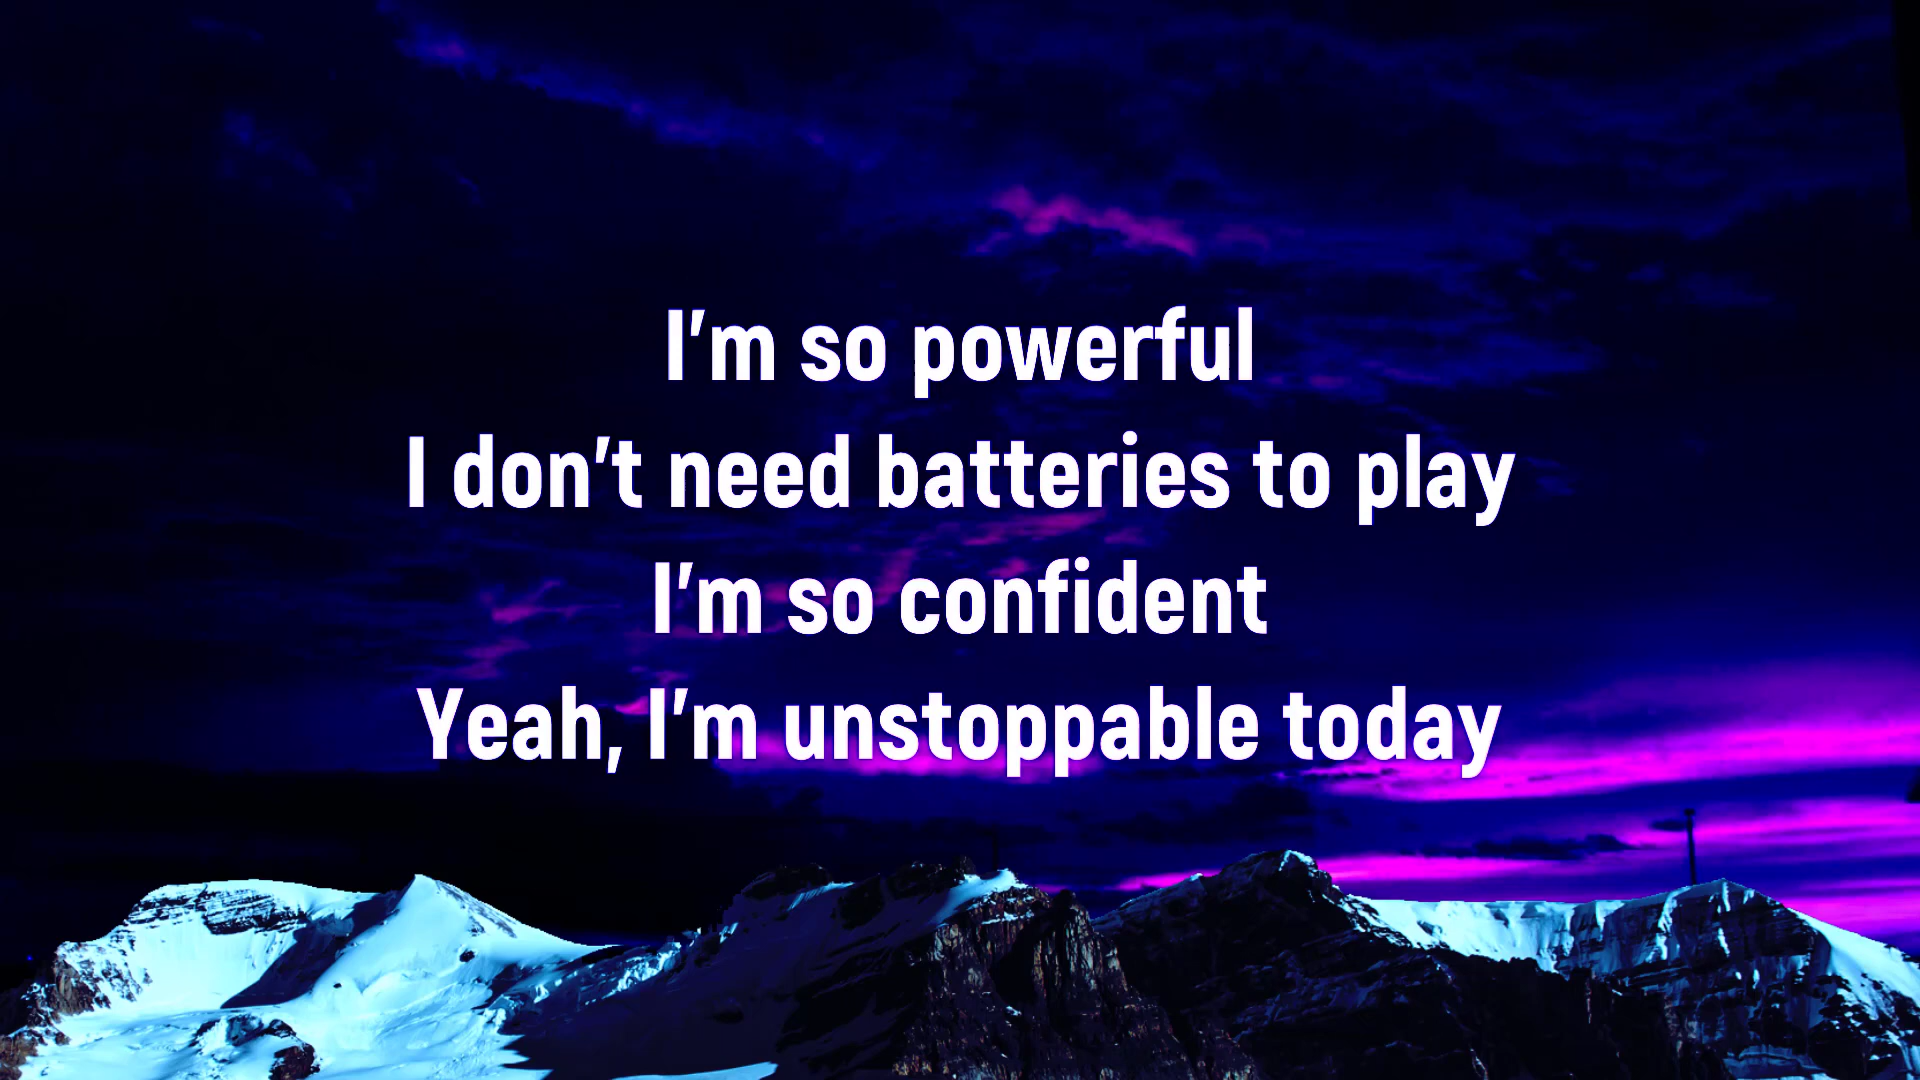 I’m so powerful
I don’t need batteries to play
I’m so confident
Yeah, I’m unstoppable today